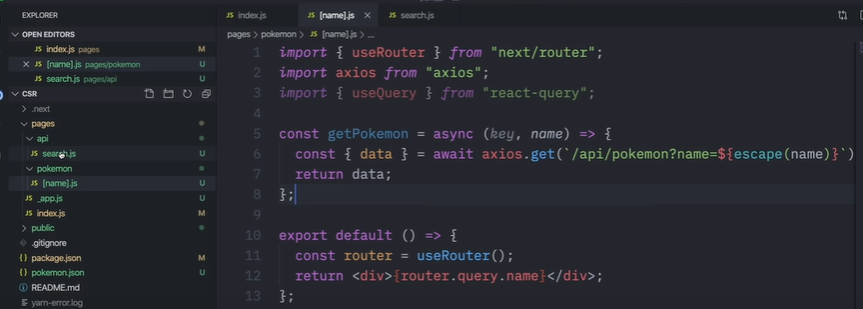 EXPLORER
OPEN EDITORS
JS index.js pages M
× JS [name].js pages/pokemon U
JS search.js pages/api U
CSR
.next
pages
api
JS search.js U
pokemon
JS [name].js U
JS _app.js U
JS index.js M
public
.gitignore
{} package.json M
{} pokemon.json U
README.md
yarn-error.log
JS index.js JS [name].js × JS search.js
pages > pokemon > JS [name].js > ...
1 import { useRouter } from "next/router";
2 import axios from "axios";
3 import { useQuery } from "react-query";
4
5 const getPokemon = async (key, name) => {
6 const { data } = await axios.get(`/api/pokemon?name=${escape(name)}`)
7 return data;
8 };
9
10 export default () => {
11 const router = useRouter();
12 return <div>{router.query.name}</div>;
13 };